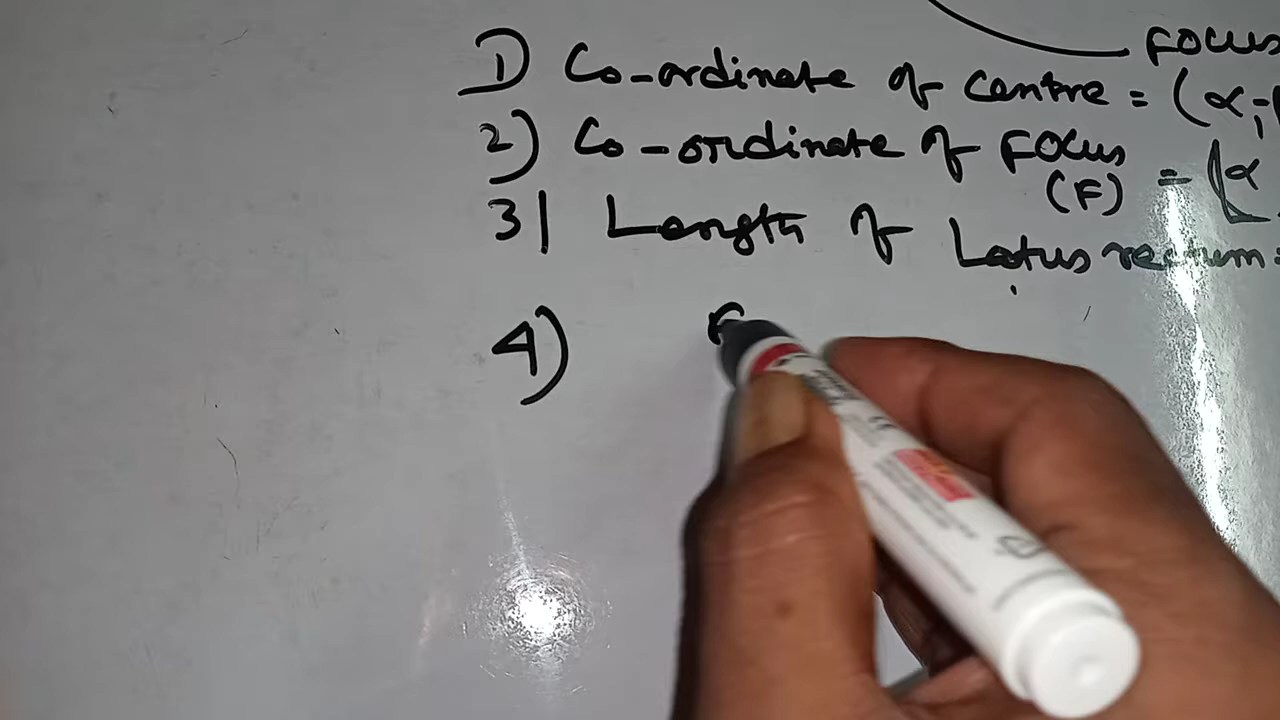 Focus
1) Co-ordinate of centre = (α,
2) Co-ordinate of Focus (F) = (α
3) Length of Latus rectum =
4)